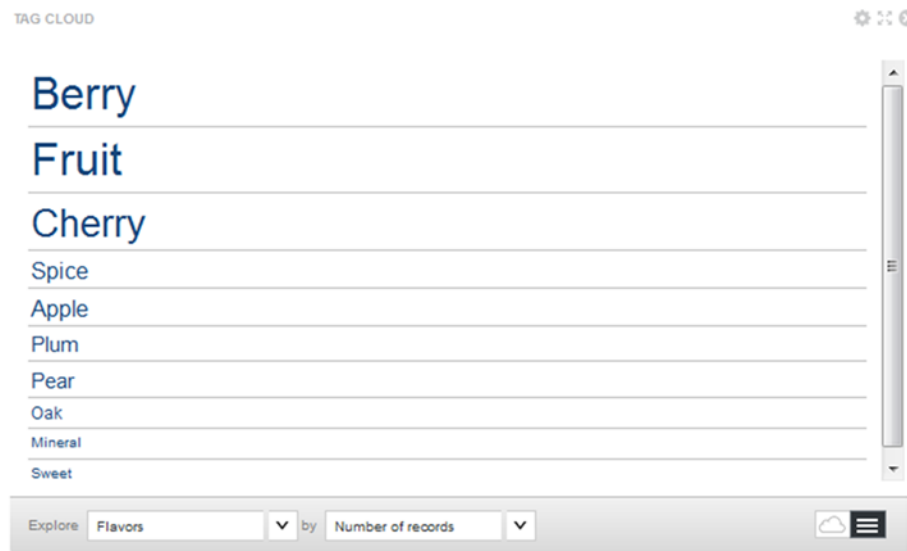 TAG CLOUD
Berry
Fruit
Cherry
Spice
Apple
Plum
Pear
Oak
Mineral
Sweet
Explore Flavors by Number of records